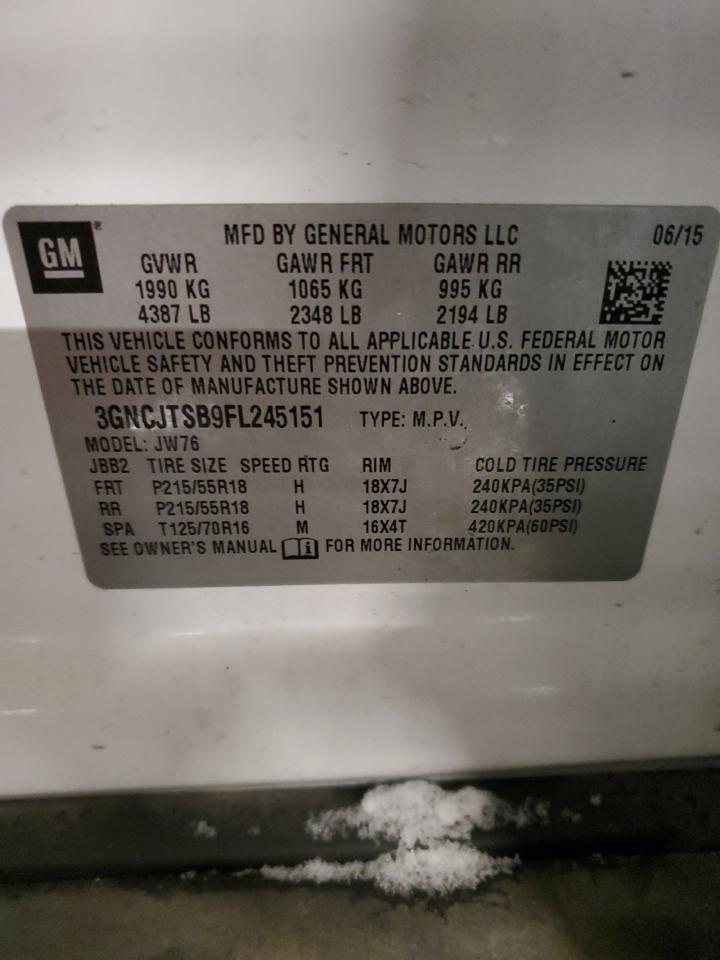 GM ®
MFD BY GENERAL MOTORS LLC 06/15
GVWR GAWR FRT GAWR RR
1990 KG 1065 KG 995 KG
4387 LB 2348 LB 2194 LB
THIS VEHICLE CONFORMS TO ALL APPLICABLE U.S. FEDERAL MOTOR
VEHICLE SAFETY AND THEFT PREVENTION STANDARDS IN EFFECT ON
THE DATE OF MANUFACTURE SHOWN ABOVE.
3GNCJTSB9FL245151 TYPE: M.P.V.
MODEL: JW76
JBB2 TIRE SIZE SPEED RTG RIM COLD TIRE PRESSURE
FRT P215/55R18 H 18X7J 240KPA(35PSI)
RR P215/55R18 H 18X7J 240KPA(35PSI)
SPA T125/70R16 M 16X4T 420KPA(60PSI)
SEE OWNER'S MANUAL i FOR MORE INFORMATION.